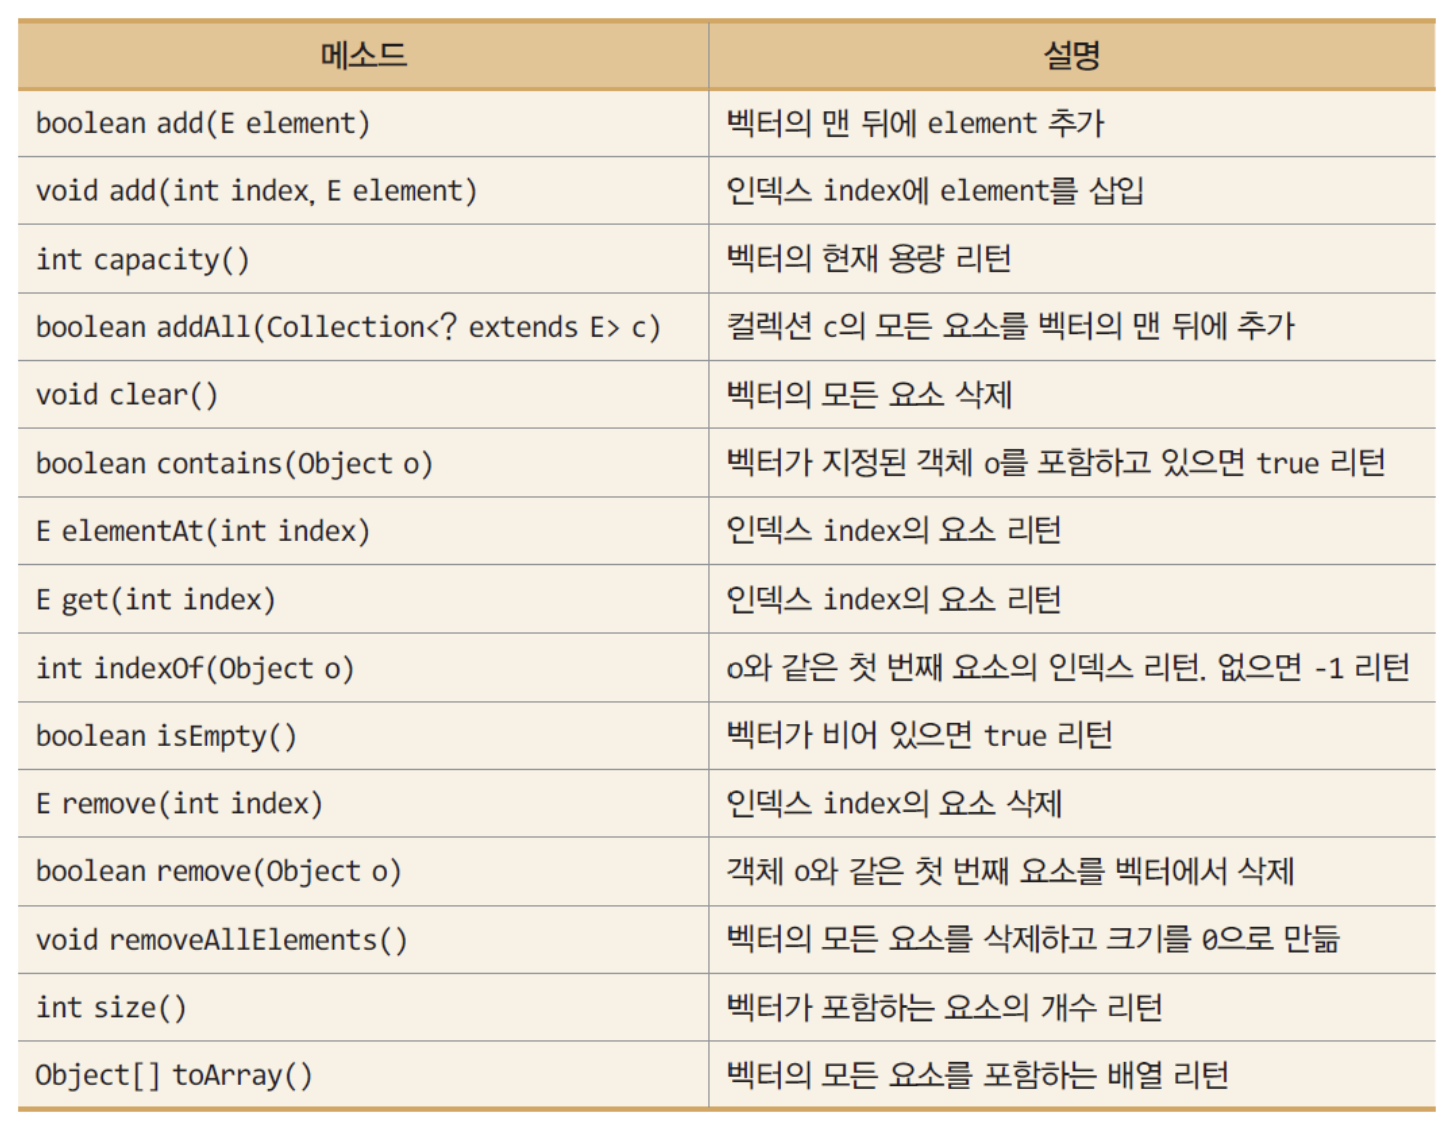 메소드 설명
boolean add(E element) 벡터의 맨 뒤에 element 추가
void add(int index, E element) 인덱스 index에 element를 삽입
int capacity() 벡터의 현재 용량 리턴
boolean addAll(Collection<? extends E> c) 컬렉션 c의 모든 요소를 벡터의 맨 뒤에 추가
void clear() 벡터의 모든 요소 삭제
boolean contains(Object o) 벡터가 지정된 객체 o를 포함하고 있으면 true 리턴
E elementAt(int index) 인덱스 index의 요소 리턴
E get(int index) 인덱스 index의 요소 리턴
int indexOf(Object o) o와 같은 첫 번째 요소의 인덱스 리턴. 없으면 -1 리턴
boolean isEmpty() 벡터가 비어 있으면 true 리턴
E remove(int index) 인덱스 index의 요소 삭제
boolean remove(Object o) 객체 o와 같은 첫 번째 요소를 벡터에서 삭제
void removeAllElements() 벡터의 모든 요소를 삭제하고 크기를 0으로 만듦
int size() 벡터가 포함하는 요소의 개수 리턴
Object[] toArray() 벡터의 모든 요소를 포함하는 배열 리턴